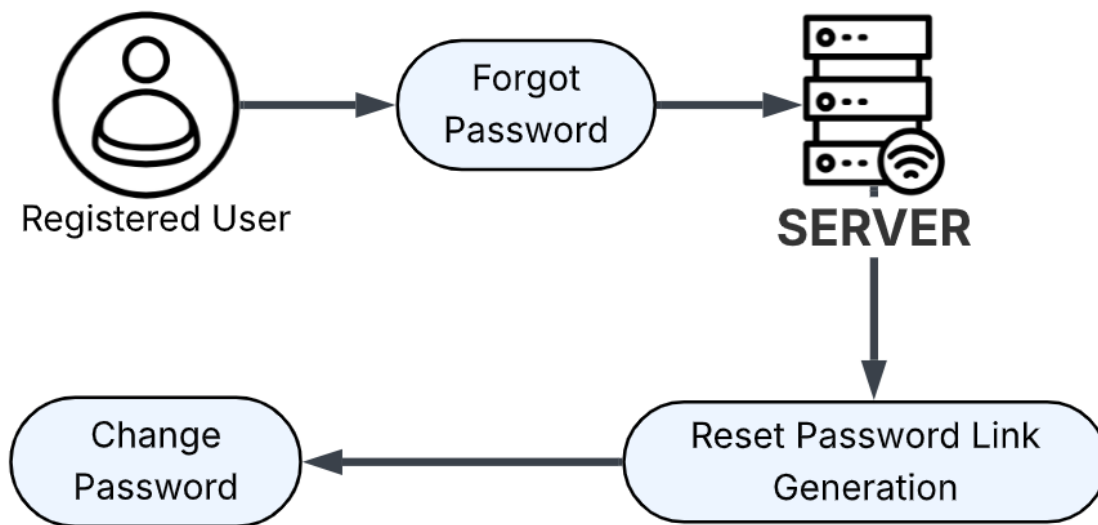 Forgot
Password
Registered User
SERVER
Change
Password
Reset Password Link
Generation